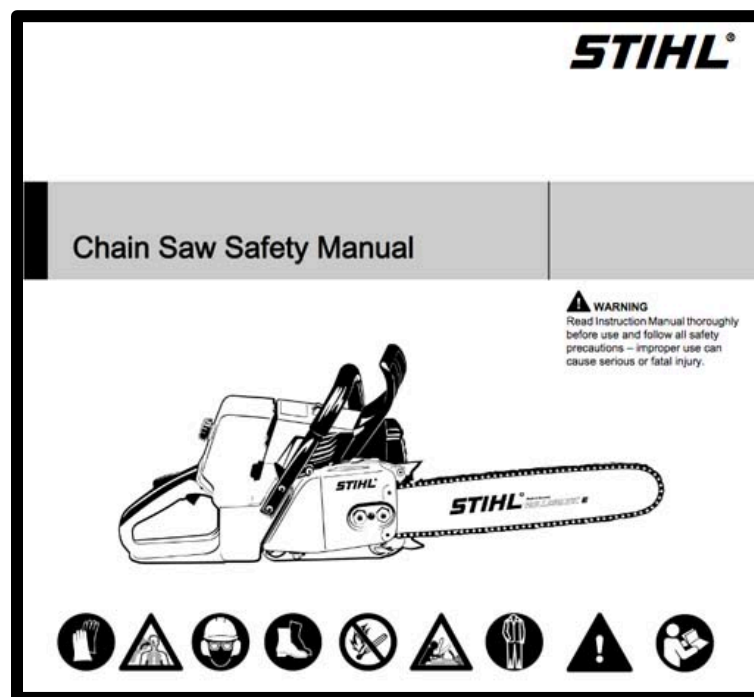 STIHL®
Chain Saw Safety Manual
WARNING
Read Instruction Manual thoroughly
before use and follow all safety
precautions – improper use can
cause serious or fatal injury.
STIHL®
STIHL®